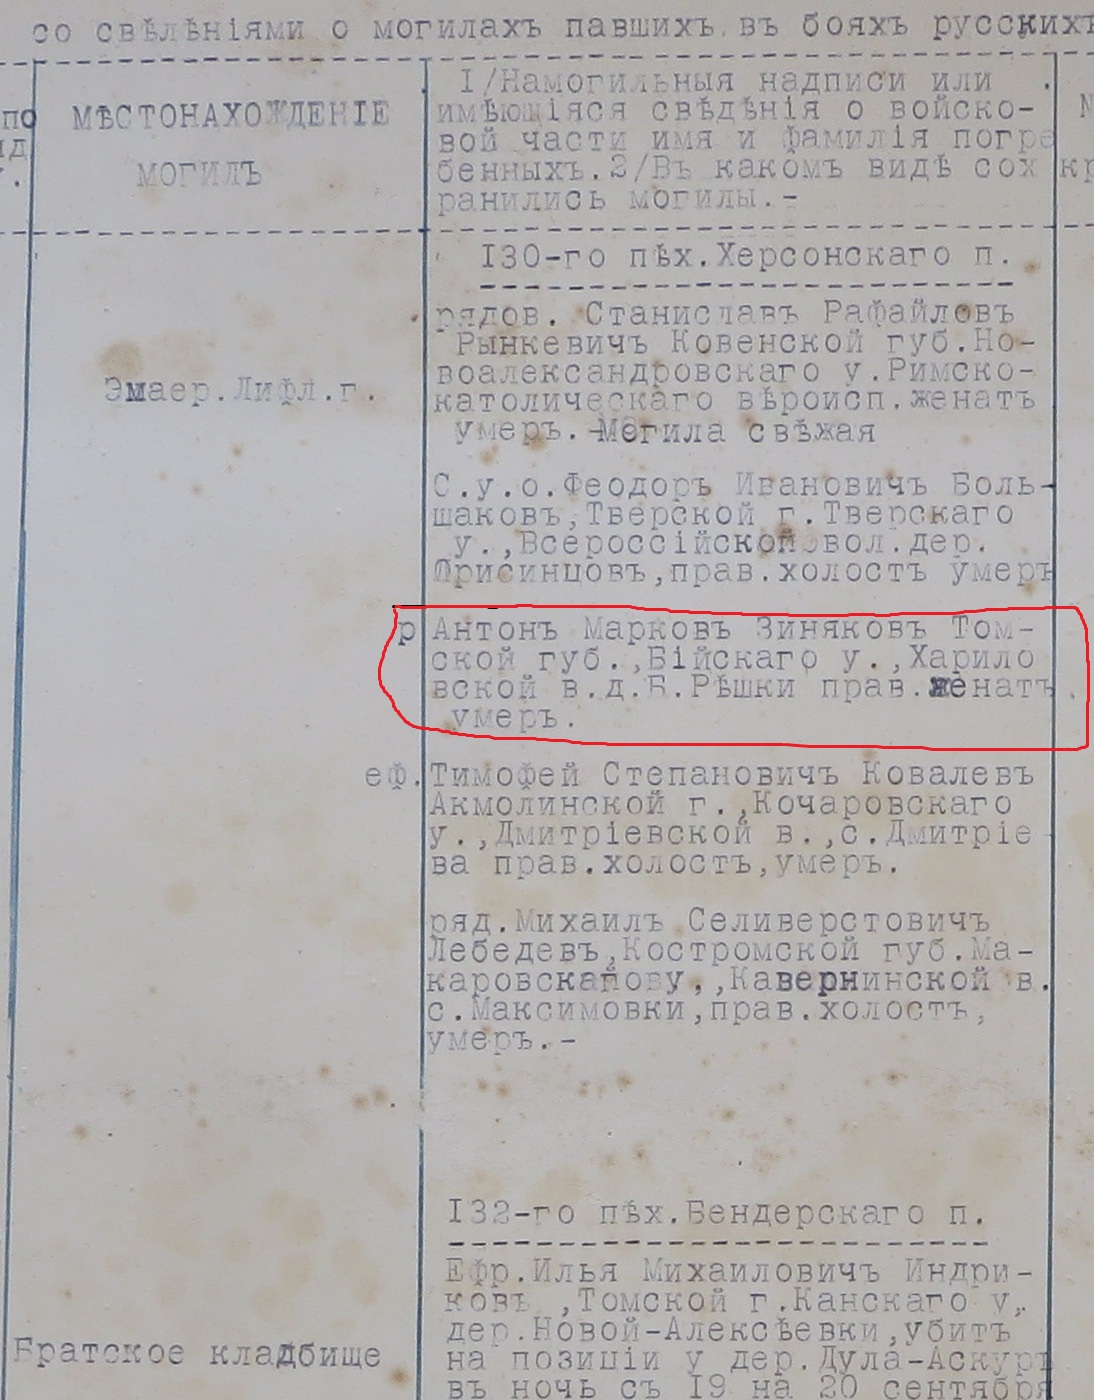 со свѣлѣніями о могилахъ павшихъ въ бояхъ русскихъ
по
МѢСТОНАХОЖДЕНІЕ
МОГИЛЪ
I/Намогильныя надписи или
имѣющіяся свѣдѣнія о войско-
вой части имя и фамилія погре
бенныхъ.2/Въ какомъ видѣ сох
ранились могилы.-
кр
I30-го пѣх.Херсонскаго п.
Эмаер.Лифл.г.
рядов. Станиславъ Рафайловъ
Рынкевичъ Ковенской губ.Но-
воалександровскаго у.Римско-
католическаго вѣроисп.женатъ
умеръ.-Могила свѣжая
С.у.о.Феодоръ Ивановичъ Боль-
шаковъ,Тверской г.Тверскаго
у.,Всероссійской вол.дер.
Фрисинцовъ,прав.холостъ умеръ
р Антонъ Марковъ Зиняковъ Том-
ской губ.,Бійскаго у.,Харило
вской в.д.Б.Рѣшки прав.женатъ.
умеръ.
еф.Тимофей Степановичъ Ковалевъ
Акмолинской г.,Кочаровскаго
у.,Дмитріевской в.,с.Дмитріе
ва прав.холостъ,умеръ.
ряд.Михаилъ Селиверстовичъ
Лебедевъ,Костромской губ.Ма-
каровскаго у,,Кавернинской в.
с.Максимовки,прав.холостъ,
умеръ.-
I32-го пѣх.Бендерскаго п.
Братское кладбище
Ефр.Илья Михаиловичъ Индри-
ковъ ,Томской г.Канскаго у,.
дер.Новой-Алексѣевки,убитъ
на позиціи у дер.Дула-Аскуръ
въ ночь съ I9 на 20 сентября